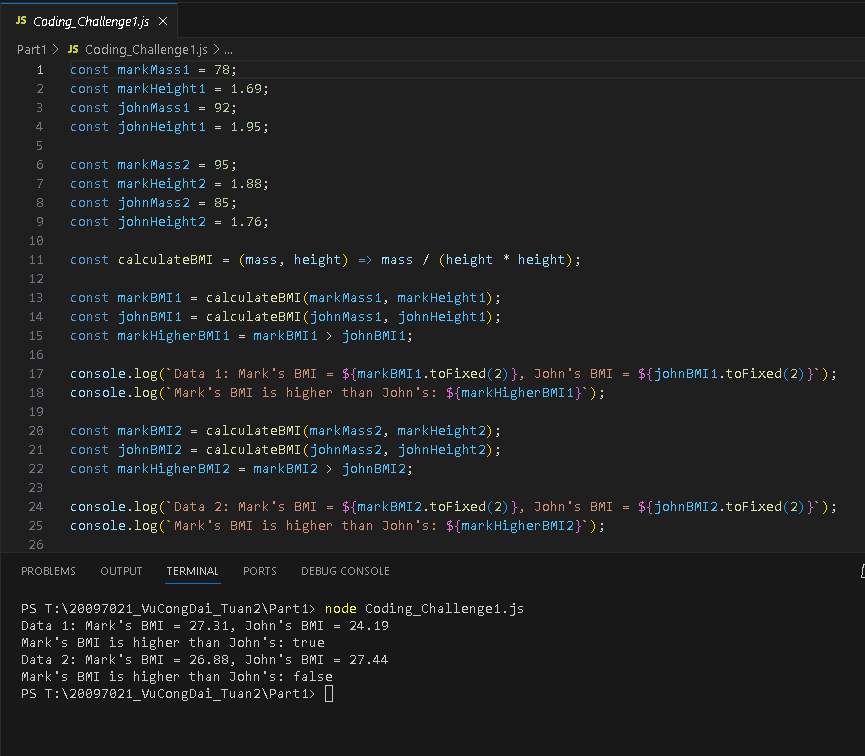 JS Coding_Challenge1.js ×
Part1 > JS Coding_Challenge1.js > ...
1 const markMass1 = 78;
2 const markHeight1 = 1.69;
3 const johnMass1 = 92;
4 const johnHeight1 = 1.95;
5
6 const markMass2 = 95;
7 const markHeight2 = 1.88;
8 const johnMass2 = 85;
9 const johnHeight2 = 1.76;
10
11 const calculateBMI = (mass, height) => mass / (height * height);
12
13 const markBMI1 = calculateBMI(markMass1, markHeight1);
14 const johnBMI1 = calculateBMI(johnMass1, johnHeight1);
15 const markHigherBMI1 = markBMI1 > johnBMI1;
16
17 console.log(`Data 1: Mark's BMI = ${markBMI1.toFixed(2)}, John's BMI = ${johnBMI1.toFixed(2)}`);
18 console.log(`Mark's BMI is higher than John's: ${markHigherBMI1}`);
19
20 const markBMI2 = calculateBMI(markMass2, markHeight2);
21 const johnBMI2 = calculateBMI(johnMass2, johnHeight2);
22 const markHigherBMI2 = markBMI2 > johnBMI2;
23
24 console.log(`Data 2: Mark's BMI = ${markBMI2.toFixed(2)}, John's BMI = ${johnBMI2.toFixed(2)}`);
25 console.log(`Mark's BMI is higher than John's: ${markHigherBMI2}`);
26
PROBLEMS OUTPUT TERMINAL PORTS DEBUG CONSOLE
PS T:\20097021_VuCongDai_Tuan2\Part1> node Coding_Challenge1.js
Data 1: Mark's BMI = 27.31, John's BMI = 24.19
Mark's BMI is higher than John's: true
Data 2: Mark's BMI = 26.88, John's BMI = 27.44
Mark's BMI is higher than John's: false
PS T:\20097021_VuCongDai_Tuan2\Part1>